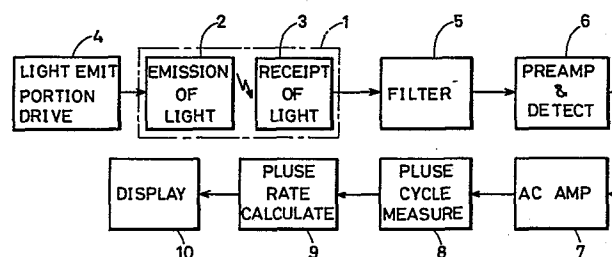 4
2
3
1
5
6
LIGHT EMIT
PORTION
DRIVE
EMISSION
OF
LIGHT
RECEIPT
OF
LIGHT
FILTER
PREAMP
&
DETECT
DISPLAY
PLUSE
RATE
CALCULATE
PLUSE
CYCLE
MEASURE
AC AMP
10
9
8
7